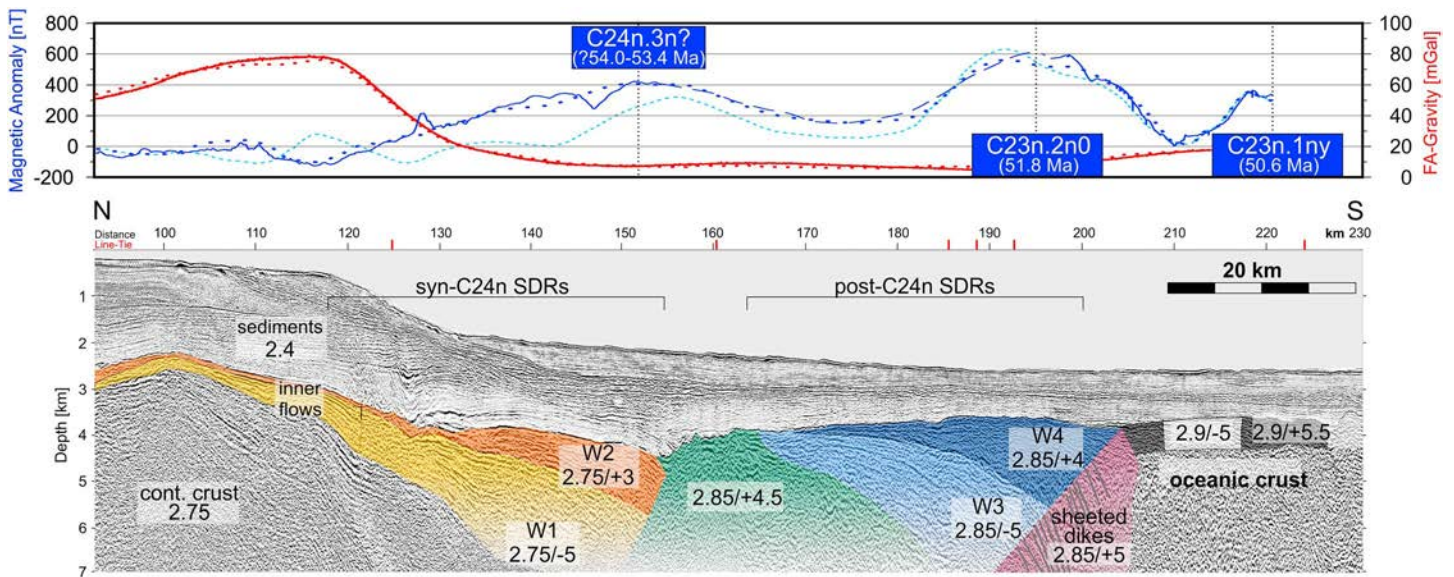 Magnetic Anomaly [nT]
800
600
400
200
0
-200
C24n.3n?
(?54.0-53.4 Ma)
C23n.2n0
(51.8 Ma)
C23n.1ny
(50.6 Ma)
100
80
60
40
20
0
FA-Gravity [mGal]
N
S
Distance
Line-Tie
100
110
120
130
140
150
160
170
180
190
200
210
220
km 230
Depth [km]
1
2
3
4
5
6
7
syn-C24n SDRs
post-C24n SDRs
20 km
sediments
2.4
inner
flows
cont. crust
2.75
W1
2.75/-5
W2
2.75/+3
2.85/+4.5
W3
2.85/-5
W4
2.85/+4
sheeted
dikes
2.85/+5
2.9/-5
2.9/+5.5
oceanic crust